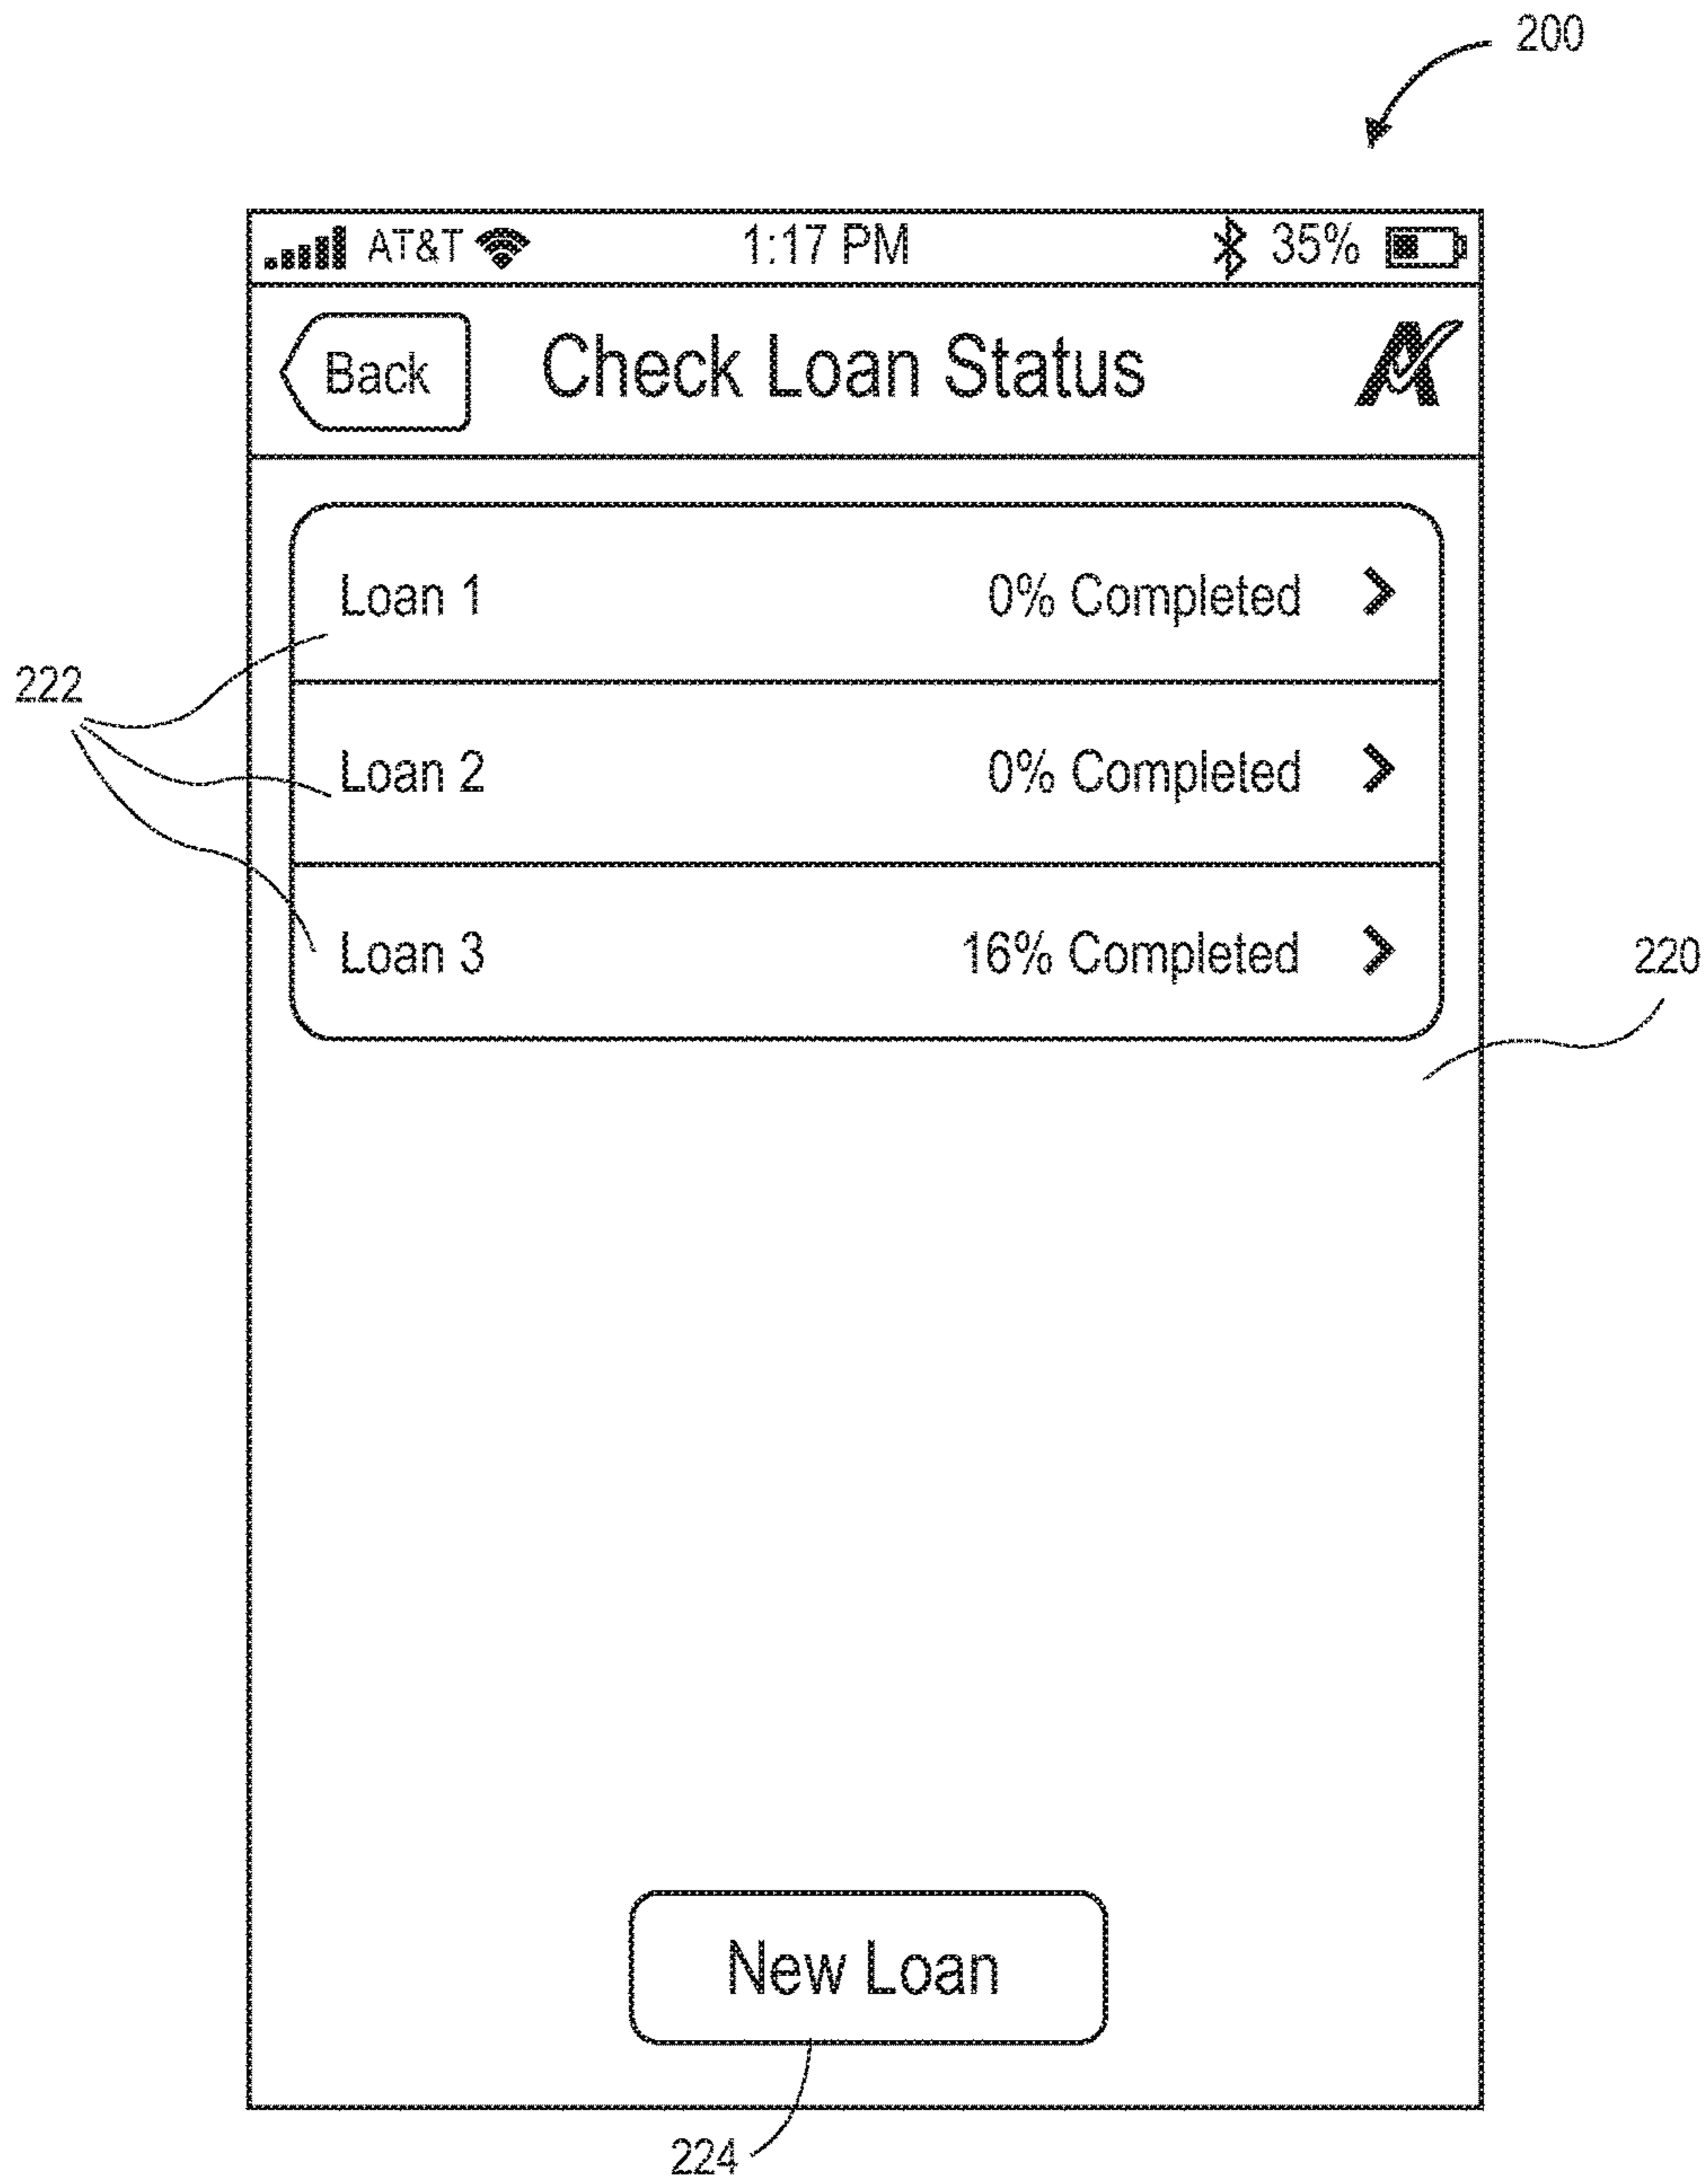 200
AT&T 1:17 PM 35%
Back Check Loan Status
Loan 1 0% Completed
222
Loan 2 0% Completed
Loan 3 16% Completed
220
New Loan
224